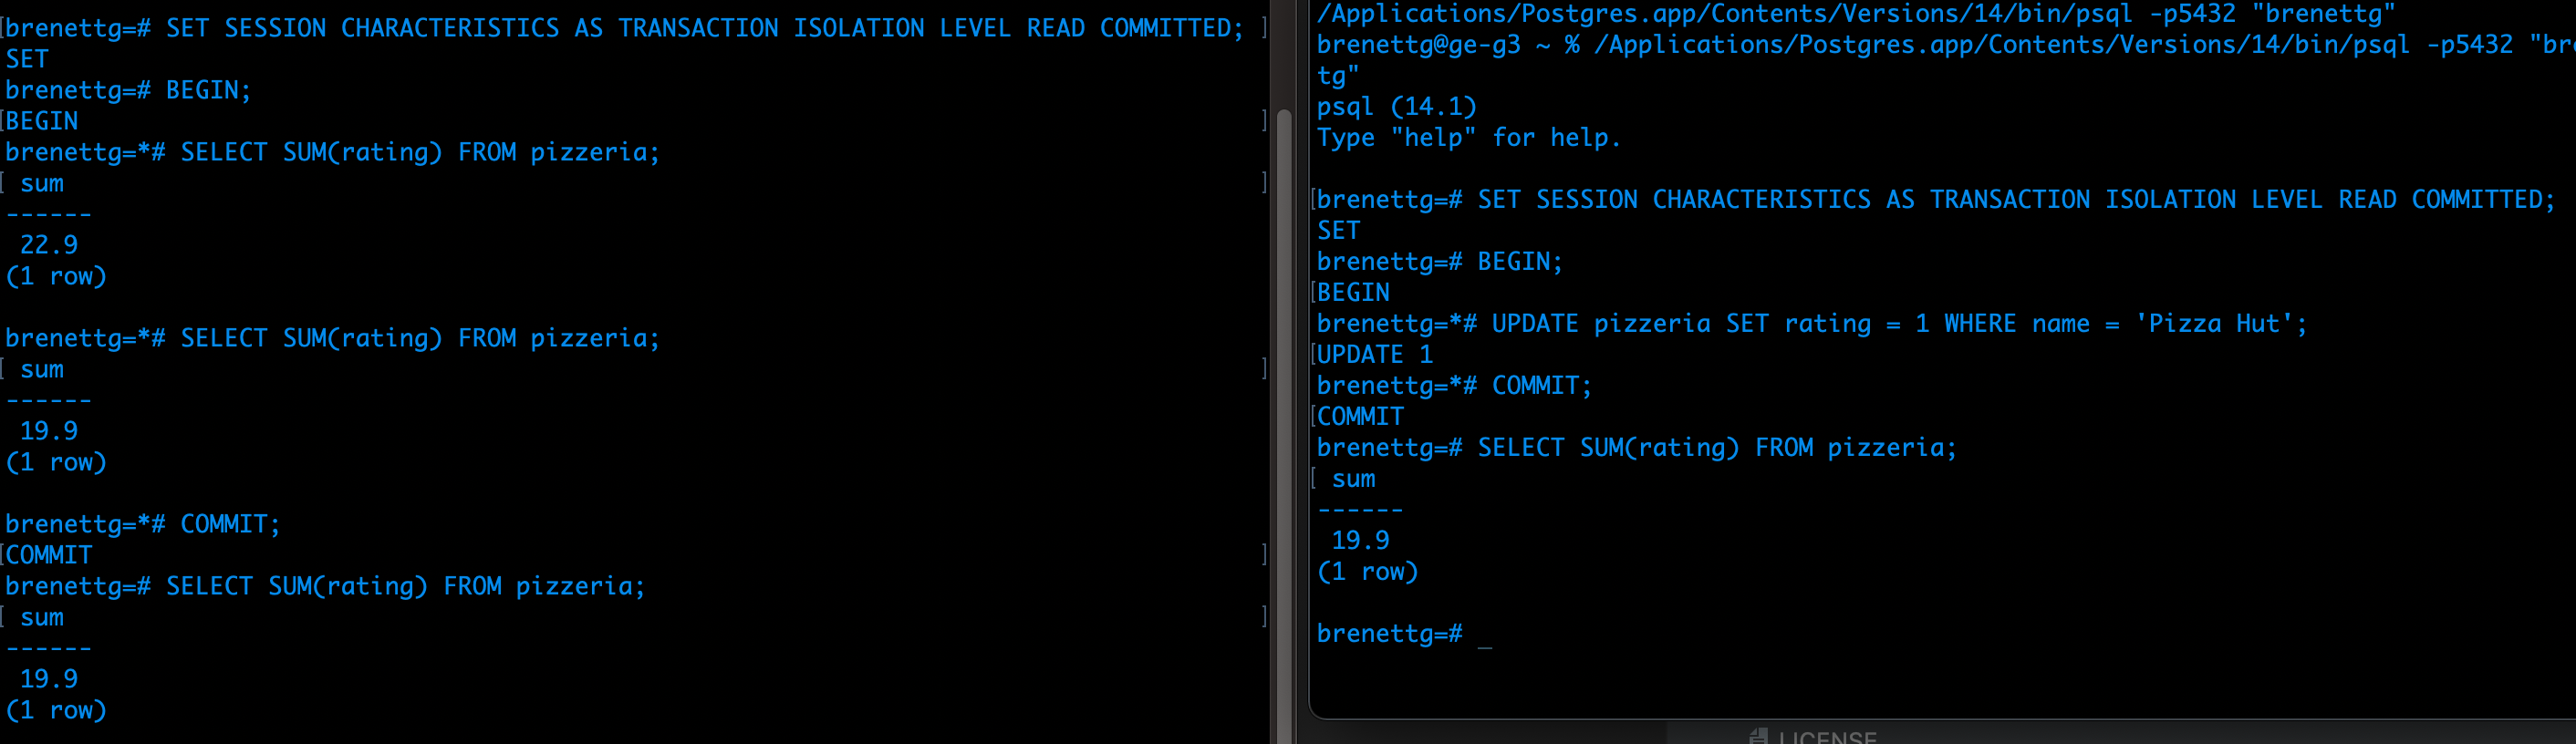 brenettg=# SET SESSION CHARACTERISTICS AS TRANSACTION ISOLATION LEVEL READ COMMITTED;
SET
brenettg=# BEGIN;
BEGIN
brenettg=*# SELECT SUM(rating) FROM pizzeria;
 sum
------
 22.9
(1 row)

brenettg=*# SELECT SUM(rating) FROM pizzeria;
 sum
------
 19.9
(1 row)

brenettg=*# COMMIT;
COMMIT
brenettg=# SELECT SUM(rating) FROM pizzeria;
 sum
------
 19.9
(1 row)

/Applications/Postgres.app/Contents/Versions/14/bin/psql -p5432 "brenettg"
brenettg@ge-g3 ~ % /Applications/Postgres.app/Contents/Versions/14/bin/psql -p5432 "bre
tg"
psql (14.1)
Type "help" for help.

brenettg=# SET SESSION CHARACTERISTICS AS TRANSACTION ISOLATION LEVEL READ COMMITTED;
SET
brenettg=# BEGIN;
BEGIN
brenettg=*# UPDATE pizzeria SET rating = 1 WHERE name = 'Pizza Hut';
UPDATE 1
brenettg=*# COMMIT;
COMMIT
brenettg=# SELECT SUM(rating) FROM pizzeria;
 sum
------
 19.9
(1 row)

brenettg=# _
LICENSE